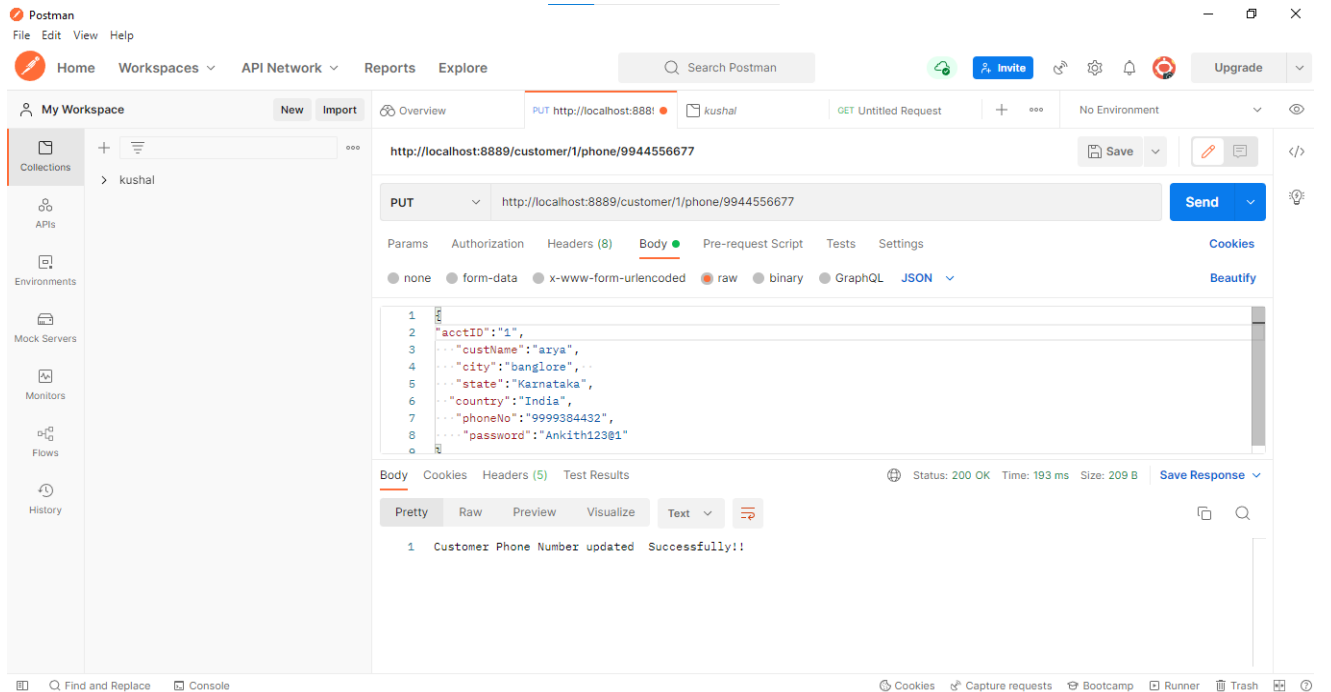 Postman
File Edit View Help
Home Workspaces API Network Reports Explore Search Postman Invite Upgrade
My Workspace New Import Overview PUT http://localhost:888 kushal GET Untitled Request No Environment
Collections
kushal
APIs
Environments
Mock Servers
Monitors
Flows
History
http://localhost:8889/customer/1/phone/9944556677 Save
PUT http://localhost:8889/customer/1/phone/9944556677 Send
Params Authorization Headers (8) Body Pre-request Script Tests Settings Cookies
none form-data x-www-form-urlencoded raw binary GraphQL JSON Beautify
1 {
2 "acctID":"1",
3 "custName":"arya",
4 "city":"banglore",
5 "state":"Karnataka",
6 "country":"India",
7 "phoneNo":"9999384432",
8 "password":"Ankith123@1"
9 }
Body Cookies Headers (5) Test Results Status: 200 OK Time: 193 ms Size: 209 B Save Response
Pretty Raw Preview Visualize Text
1 Customer Phone Number updated  Successfully!!
Find and Replace Console Cookies Capture requests Bootcamp Runner Trash